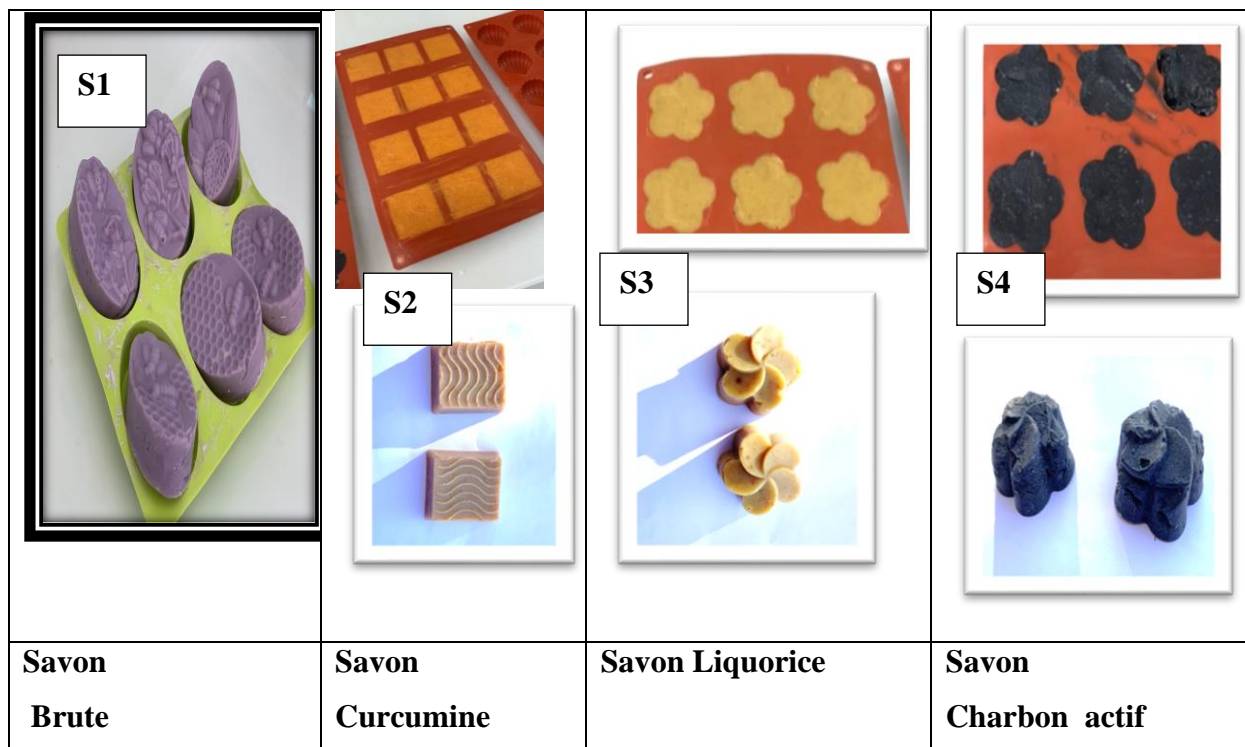 S1
S2
S3
S4
Savon
Brute
Savon
Curcumine
Savon Liquorice
Savon
Charbon actif